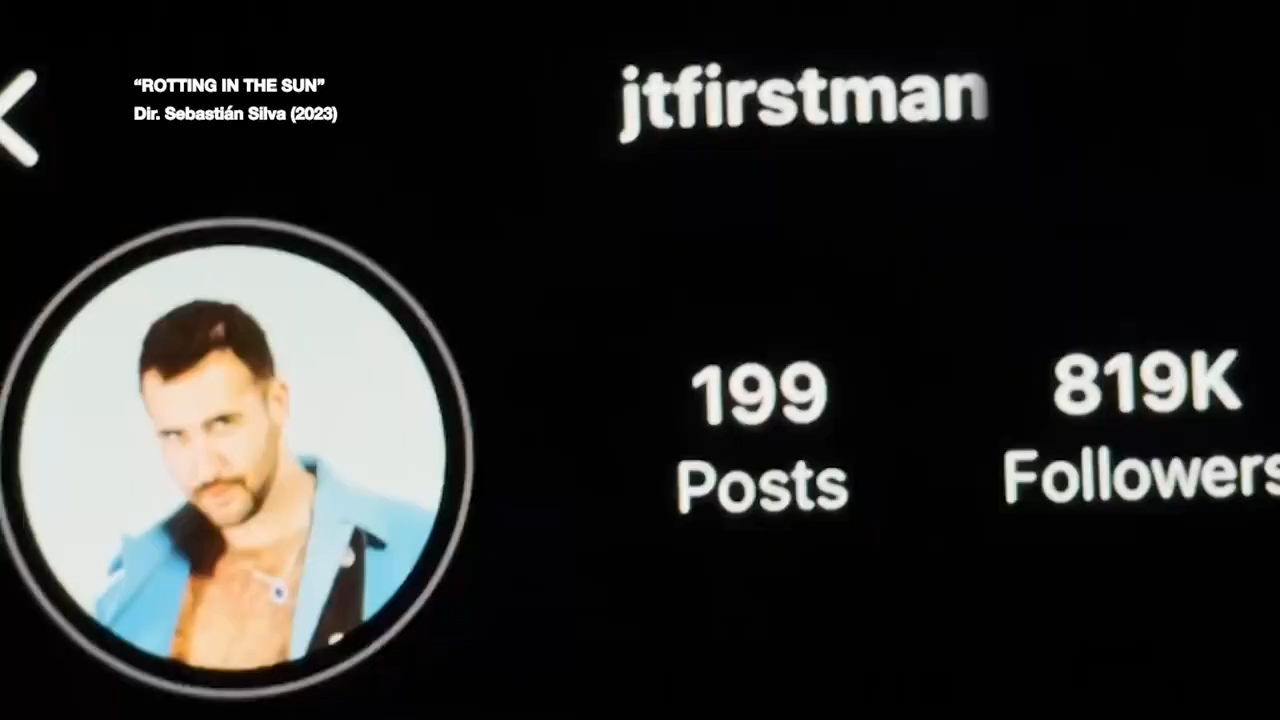 “ROTTING IN THE SUN”
Dir. Sebastián Silva (2023)
jtfirstman
199
Posts
819K
Followers